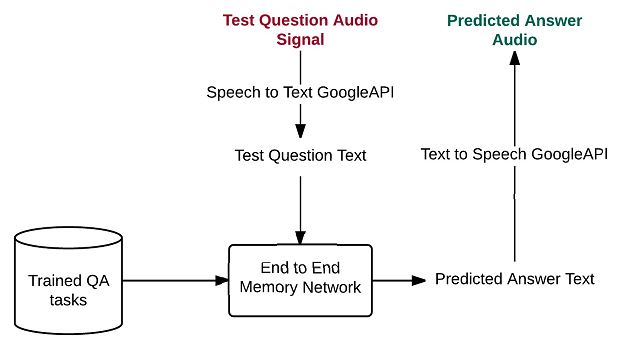 Test Question Audio
Signal
Predicted Answer
Audio
Speech to Text GoogleAPI
Test Question Text
Text to Speech GoogleAPI
Trained QA
tasks
End to End
Memory Network
Predicted Answer Text